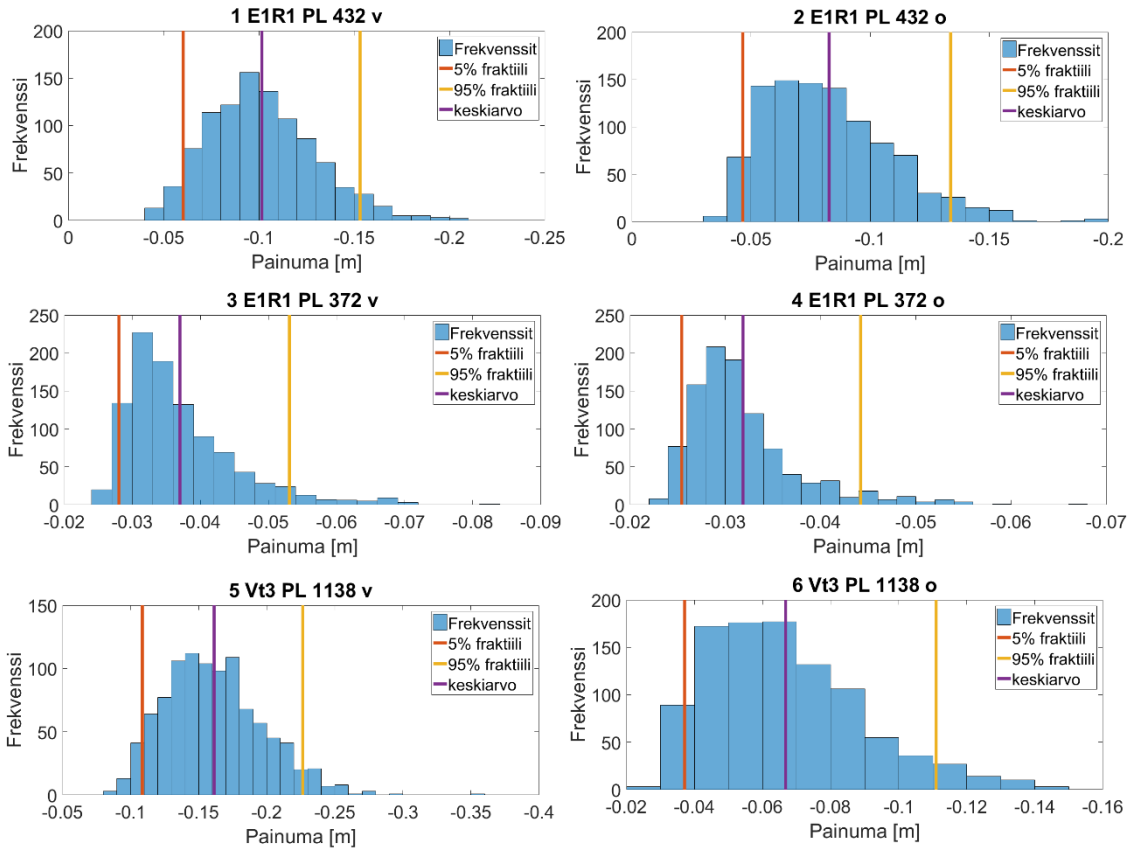 1 E1R1 PL 432 v
200
150
100
50
0
Frekvenssi
Frekvenssit
5% fraktiili
95% fraktiili
keskiarvo
0 -0.05 -0.1 -0.15 -0.2 -0.25
Painuma [m]
2 E1R1 PL 432 o
200
150
100
50
0
Frekvenssi
Frekvenssit
5% fraktiili
95% fraktiili
keskiarvo
0 -0.05 -0.1 -0.15 -0.2
Painuma [m]
3 E1R1 PL 372 v
250
200
150
100
50
0
Frekvenssi
Frekvenssit
5% fraktiili
95% fraktiili
keskiarvo
-0.02 -0.03 -0.04 -0.05 -0.06 -0.07 -0.08 -0.09
Painuma [m]
4 E1R1 PL 372 o
250
200
150
100
50
0
Frekvenssi
Frekvenssit
5% fraktiili
95% fraktiili
keskiarvo
-0.02 -0.03 -0.04 -0.05 -0.06 -0.07
Painuma [m]
5 Vt3 PL 1138 v
150
100
50
0
Frekvenssi
Frekvenssit
5% fraktiili
95% fraktiili
keskiarvo
-0.05 -0.1 -0.15 -0.2 -0.25 -0.3 -0.35 -0.4
Painuma [m]
6 Vt3 PL 1138 o
200
150
100
50
0
Frekvenssi
Frekvenssit
5% fraktiili
95% fraktiili
keskiarvo
-0.02 -0.04 -0.06 -0.08 -0.1 -0.12 -0.14 -0.16
Painuma [m]